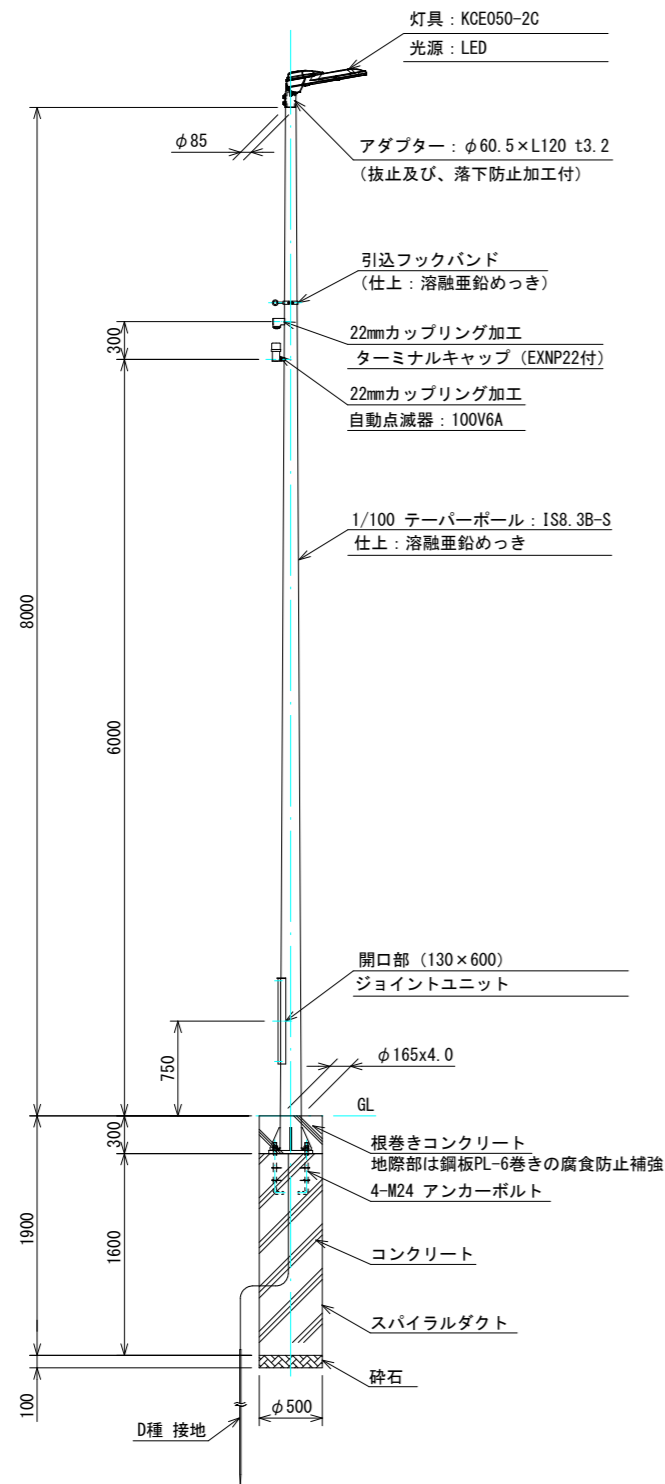 灯具：KCE050-2C
光源：LED
φ85
アダプター：φ60.5×L120 t3.2
（抜止及び、落下防止加工付）
引込フックバンド
（仕上：溶融亜鉛めっき）
300
22mmカップリング加工
ターミナルキャップ（EXNP22付）
22mmカップリング加工
自動点滅器：100V6A
1/100 テーパーポール：IS8.3B-S
仕上：溶融亜鉛めっき
8000
6000
開口部（130×600）
ジョイントユニット
750
φ165x4.0
GL
300
根巻きコンクリート
地際部は鋼板PL-6巻きの腐食防止補強
4-M24 アンカーボルト
1900
1600
コンクリート
スパイラルダクト
砕石
100
φ500
D種 接地